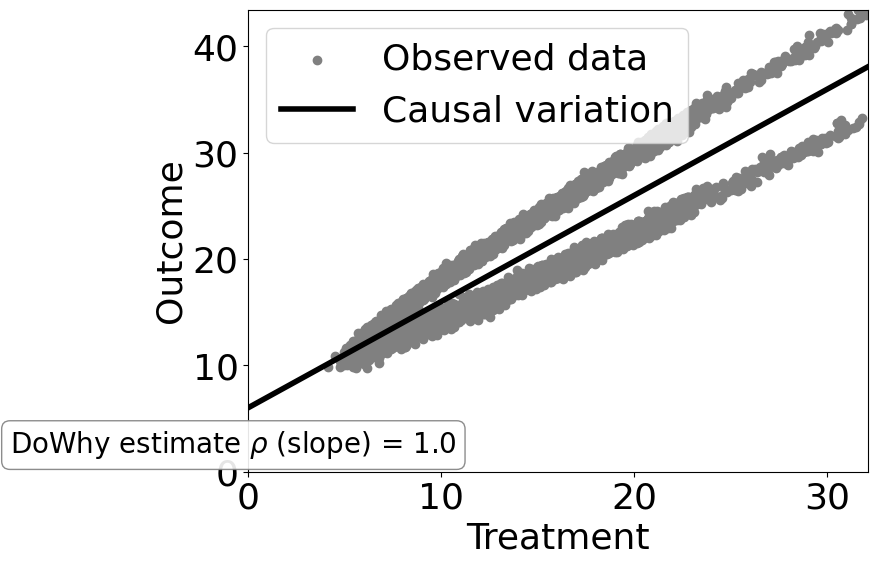 Observed data
Causal variation
40
30
20
10
0
Outcome
DoWhy estimate ρ (slope) = 1.0
0 10 20 30
Treatment